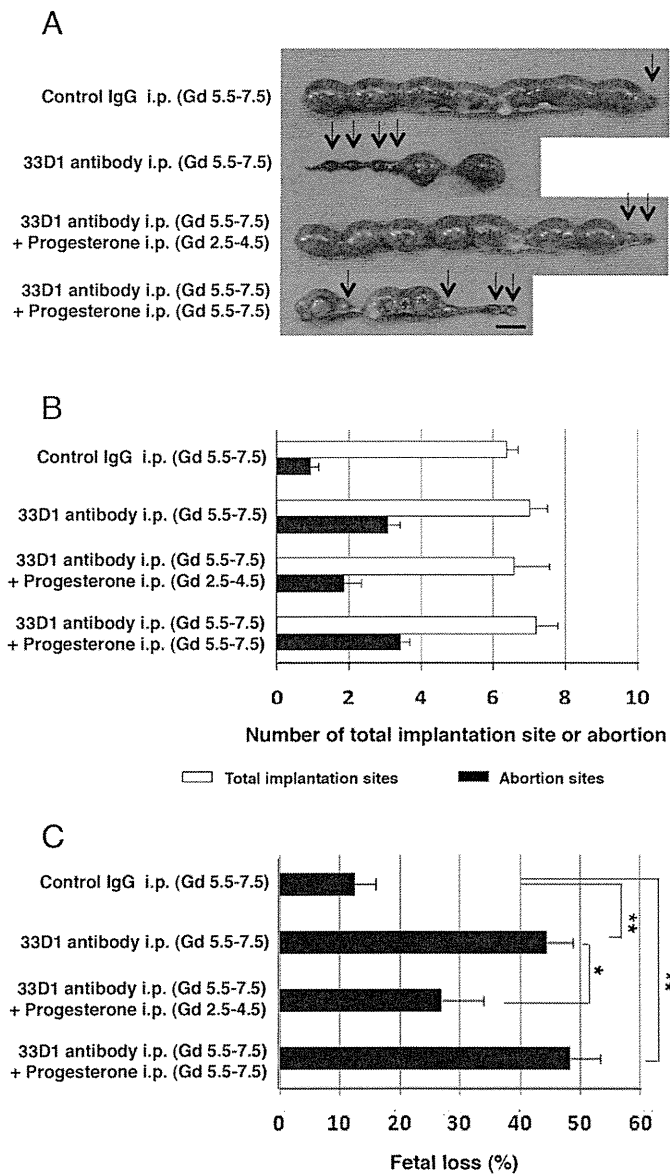 A
Control IgG i.p. (Gd 5.5-7.5)
33D1 antibody i.p. (Gd 5.5-7.5)
33D1 antibody i.p. (Gd 5.5-7.5)
+ Progesterone i.p. (Gd 2.5-4.5)
33D1 antibody i.p. (Gd 5.5-7.5)
+ Progesterone i.p. (Gd 5.5-7.5)
B
Control IgG i.p. (Gd 5.5-7.5)
33D1 antibody i.p. (Gd 5.5-7.5)
33D1 antibody i.p. (Gd 5.5-7.5)
+ Progesterone i.p. (Gd 2.5-4.5)
33D1 antibody i.p. (Gd 5.5-7.5)
+ Progesterone i.p. (Gd 5.5-7.5)
0 2 4 6 8 10
Number of total implantation site or abortion
Total implantation sites Abortion sites
C
Control IgG i.p. (Gd 5.5-7.5)
33D1 antibody i.p. (Gd 5.5-7.5)
33D1 antibody i.p. (Gd 5.5-7.5)
+ Progesterone i.p. (Gd 2.5-4.5)
33D1 antibody i.p. (Gd 5.5-7.5)
+ Progesterone i.p. (Gd 5.5-7.5)
**
*
**
0 10 20 30 40 50 60
Fetal loss (%)